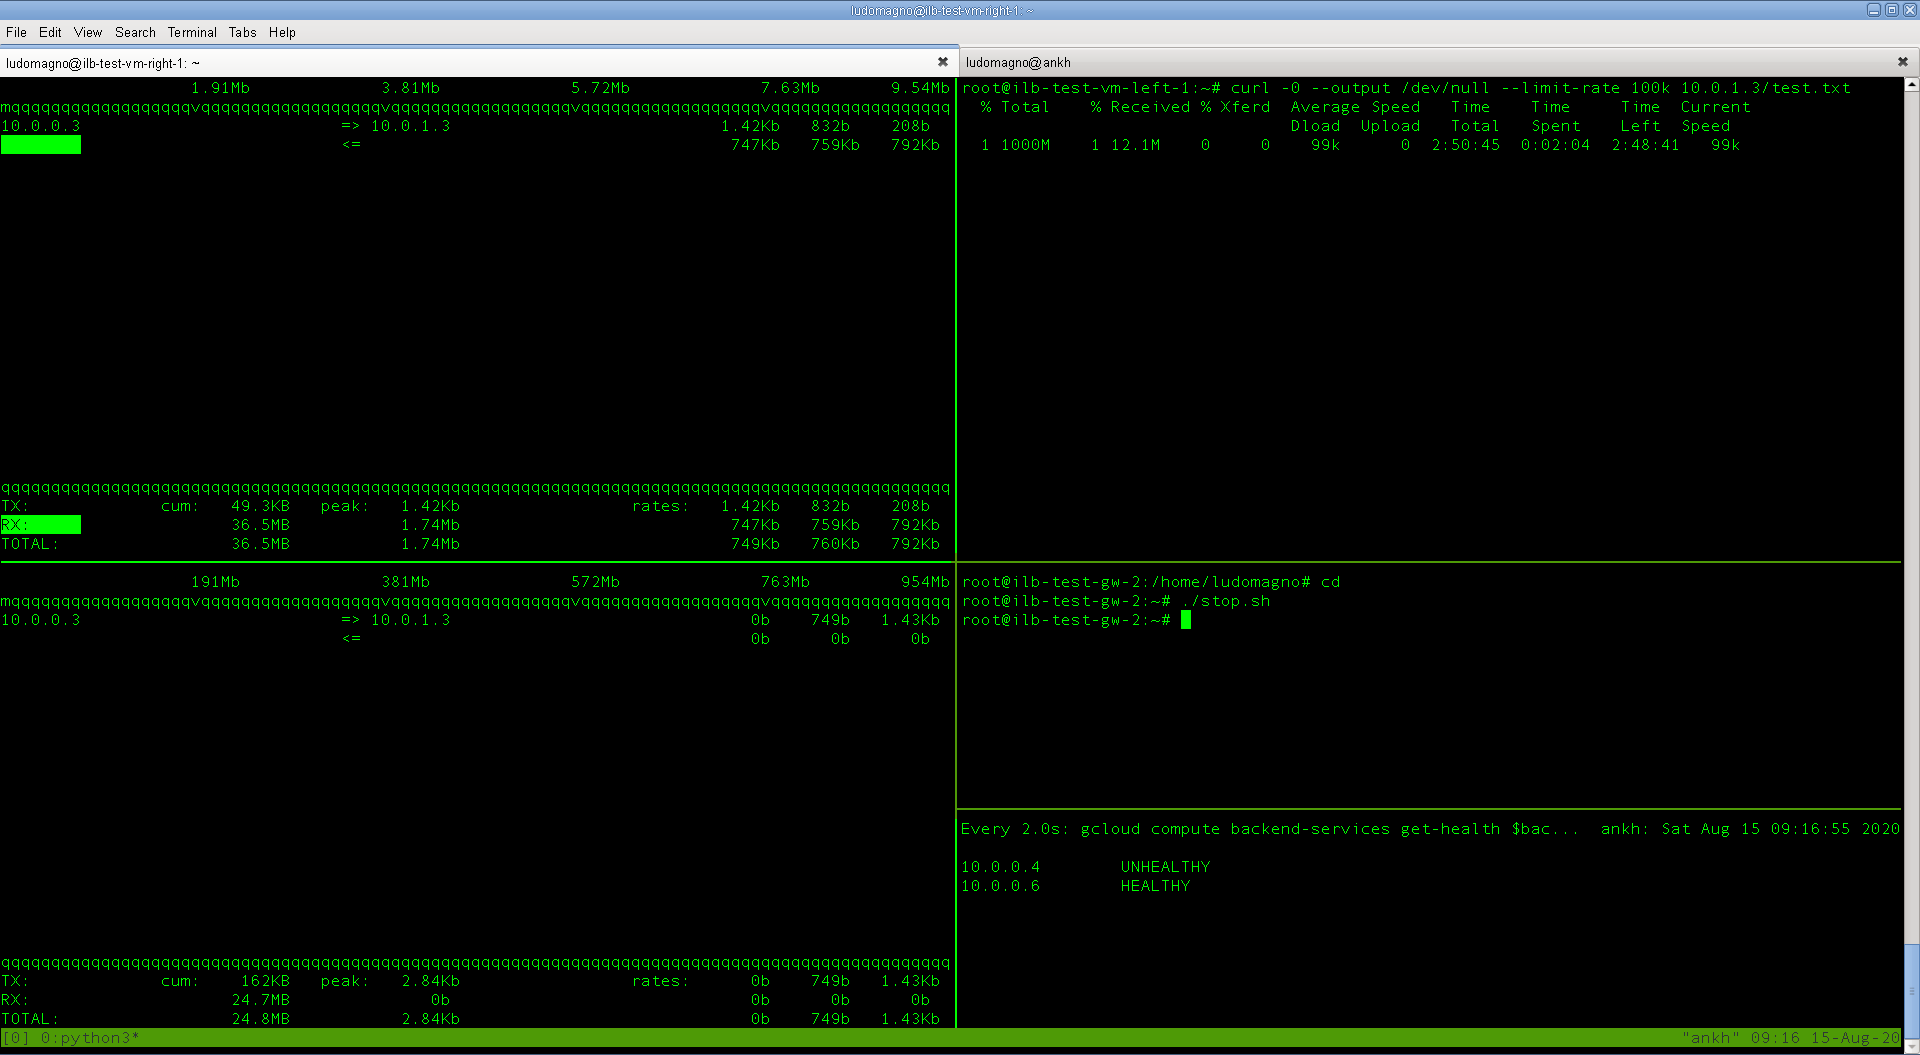 ludomagno@ilb-test-vm-right-1: ~
File Edit View Search Terminal Tabs Help
ludomagno@ilb-test-vm-right-1: ~
ludomagno@ankh
1.91Mb 3.81Mb 5.72Mb 7.63Mb 9.54Mb
mqqqqqqqqqqqqqqqqqqvqqqqqqqqqqqqqqqqqqvqqqqqqqqqqqqqqqqqqvqqqqqqqqqqqqqqqqqqvqqqqqqqqqqqqqqqqqq
10.0.0.3 => 10.0.1.3 1.42Kb 832b 208b
<= 747Kb 759Kb 792Kb
qqqqqqqqqqqqqqqqqqqqqqqqqqqqqqqqqqqqqqqqqqqqqqqqqqqqqqqqqqqqqqqqqqqqqqqqqqqqqqqqqqqqqqqqqqqqqqq
TX: cum: 49.3KB peak: 1.42Kb rates: 1.42Kb 832b 208b
RX: 36.5MB 1.74Mb 747Kb 759Kb 792Kb
TOTAL: 36.5MB 1.74Mb 749Kb 760Kb 792Kb
191Mb 381Mb 572Mb 763Mb 954Mb
mqqqqqqqqqqqqqqqqqqvqqqqqqqqqqqqqqqqqqvqqqqqqqqqqqqqqqqqqvqqqqqqqqqqqqqqqqqqvqqqqqqqqqqqqqqqqqq
10.0.0.3 => 10.0.1.3 0b 749b 1.43Kb
<= 0b 0b 0b
qqqqqqqqqqqqqqqqqqqqqqqqqqqqqqqqqqqqqqqqqqqqqqqqqqqqqqqqqqqqqqqqqqqqqqqqqqqqqqqqqqqqqqqqqqqqqqq
TX: cum: 162KB peak: 2.84Kb rates: 0b 749b 1.43Kb
RX: 24.7MB 0b 0b 0b 0b
TOTAL: 24.8MB 2.84Kb 0b 749b 1.43Kb
root@ilb-test-vm-left-1:~# curl -0 --output /dev/null --limit-rate 100k 10.0.1.3/test.txt
% Total % Received % Xferd Average Speed Time Time Time Current
Dload Upload Total Spent Left Speed
1 1000M 1 12.1M 0 0 99k 0 2:50:45 0:02:04 2:48:41 99k
root@ilb-test-gw-2:/home/ludomagno# cd
root@ilb-test-gw-2:~# ./stop.sh
root@ilb-test-gw-2:~#
Every 2.0s: gcloud compute backend-services get-health $bac... ankh: Sat Aug 15 09:16:55 2020
10.0.0.4 UNHEALTHY
10.0.0.6 HEALTHY
[0] 0:python3* "ankh" 09:16 15-Aug-20